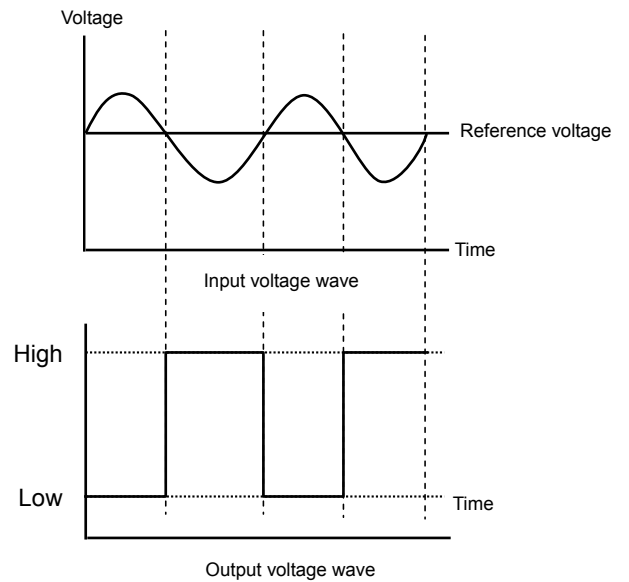 Voltage
Reference voltage
Time
Input voltage wave
High
Low
Time
Output voltage wave